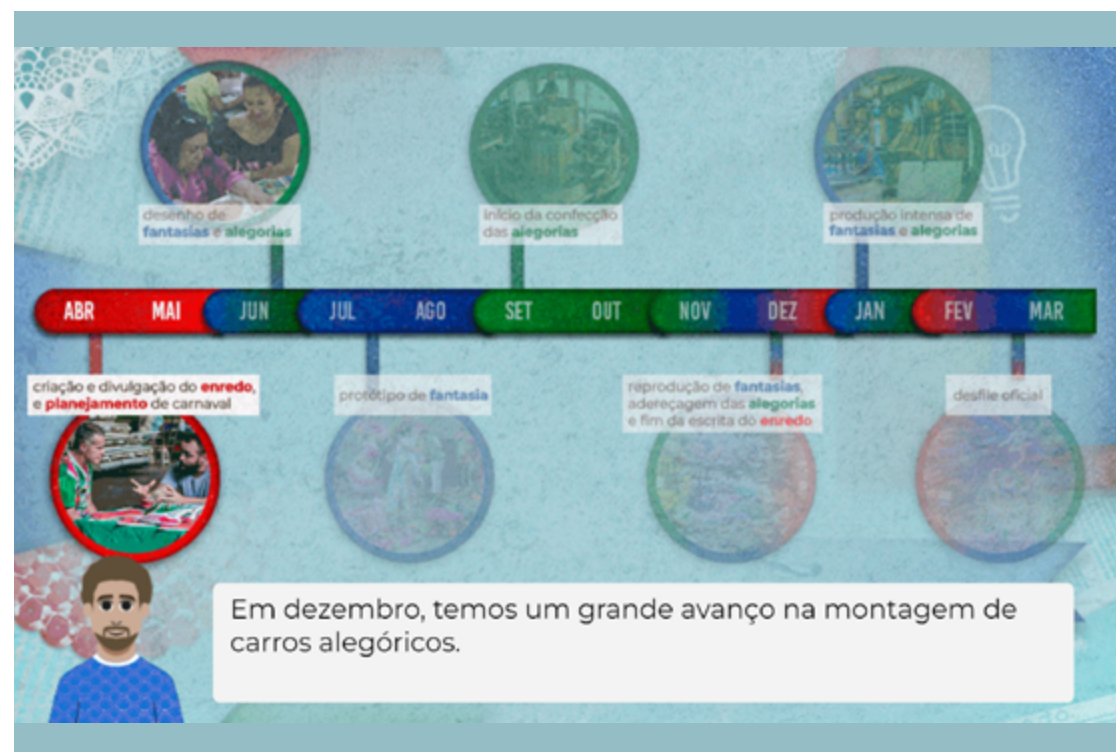 desenho de
fantasias e alegorias
início da confecção
das alegorias
produção intensa de
fantasias e alegorias
ABR MAI JUN JUL AGO SET OUT NOV DEZ JAN FEV MAR
criação e divulgação do enredo,
e planejamento de carnaval
protótipo de fantasia
reprodução de fantasias,
adereçagem das alegorias
e fim da escrita do enredo
desfile oficial
Em dezembro, temos um grande avanço na montagem de
carros alegóricos.